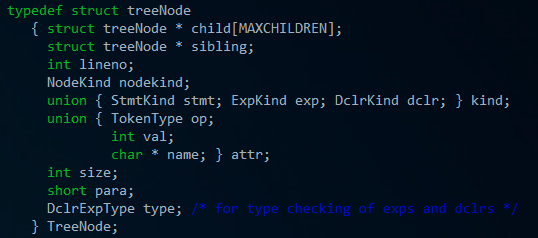 typedef struct treeNode
{ struct treeNode * child[MAXCHILDREN];
struct treeNode * sibling;
int lineno;
NodeKind nodekind;
union { StmtKind stmt; ExpKind exp; DclrKind dclr; } kind;
union { TokenType op;
int val;
char * name; } attr;
int size;
short para;
DclrExpType type; /* for type checking of exps and dclrs */
} TreeNode;